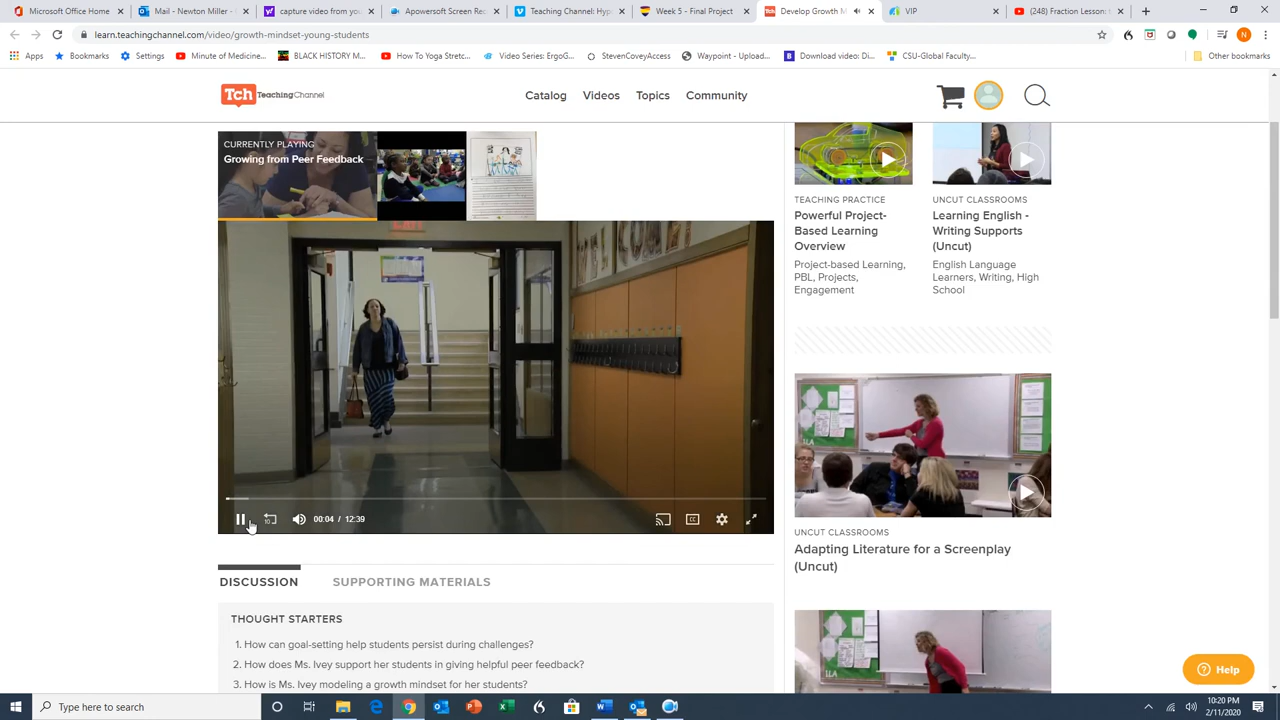 Microsoft Office Home
Mail - Newton Miller -
capture video from you
Apowersoft Screen Rec
Teaching Channel: Hyp
Week 5 - Final Project
Develop Growth M
VIP
(248) Fraction Lesson
learn.teachingchannel.com/video/growth-mindset-young-students
Apps
Bookmarks
Settings
Minute of Medicine...
BLACK HISTORY M...
How To Yoga Stretc...
Video Series: ErgoG...
StevenCoveyAccess
Waypoint - Upload...
Download video: Di...
CSU-Global Faculty...
Other bookmarks
Tch TeachingChannel
Catalog
Videos
Topics
Community
CURRENTLY PLAYING
Growing from Peer Feedback
00:04 / 12:39
CC
DISCUSSION
SUPPORTING MATERIALS
THOUGHT STARTERS
1. How can goal-setting help students persist during challenges?
2. How does Ms. Ivey support her students in giving helpful peer feedback?
3. How is Ms. Ivey modeling a growth mindset for her students?
TEACHING PRACTICE
Powerful Project-
Based Learning
Overview
Project-based Learning,
PBL, Projects,
Engagement
UNCUT CLASSROOMS
Learning English -
Writing Supports
(Uncut)
English Language
Learners, Writing, High
School
UNCUT CLASSROOMS
Adapting Literature for a Screenplay
(Uncut)
Help
Type here to search
10:20 PM
2/11/2020